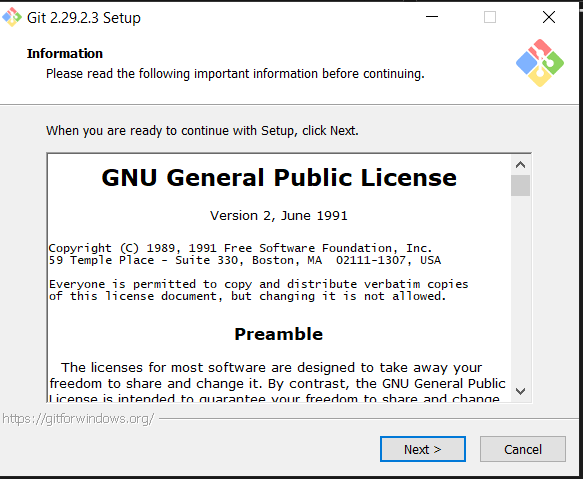 Git 2.29.2.3 Setup
Information
Please read the following important information before continuing.
When you are ready to continue with Setup, click Next.
GNU General Public License
Version 2, June 1991
Copyright (C) 1989, 1991 Free Software Foundation, Inc.
59 Temple Place - Suite 330, Boston, MA  02111-1307, USA
Everyone is permitted to copy and distribute verbatim copies
of this license document, but changing it is not allowed.
Preamble
The licenses for most software are designed to take away your
freedom to share and change it. By contrast, the GNU General Public
License is intended to guarantee your freedom to share and change
https://gitforwindows.org/
Next >
Cancel